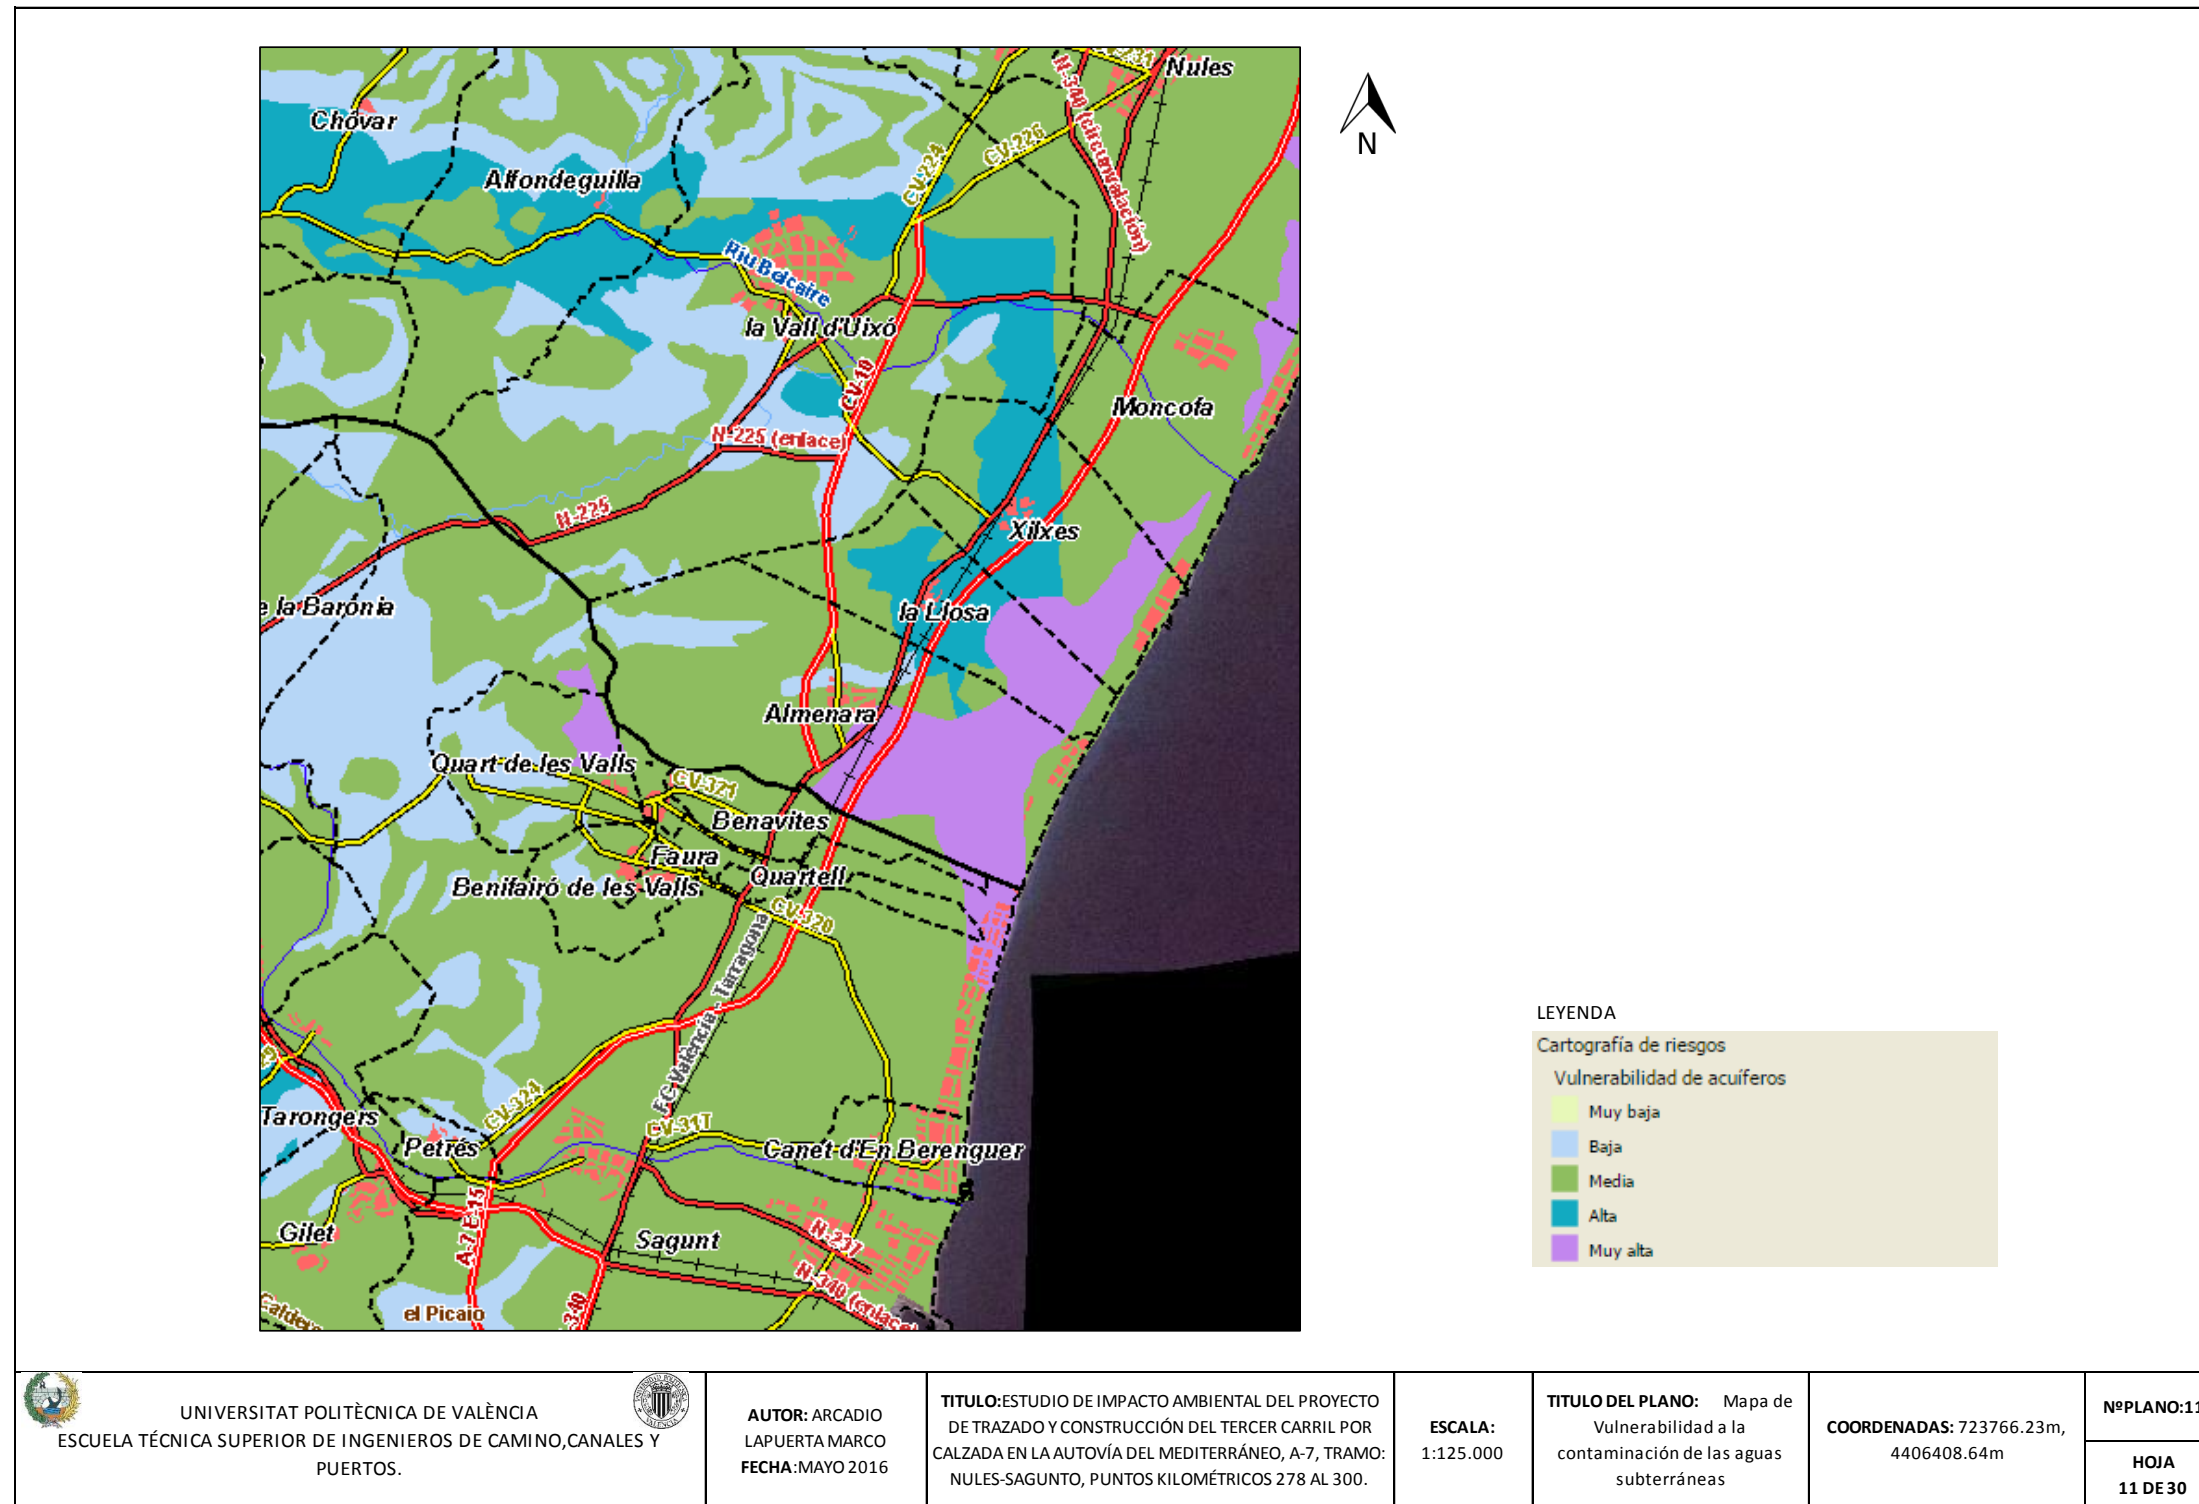 Nules
Chóvar
N-340 (circunvalación)
CV-226
CV-224
Alfondeguilla
Riu Belcaire
la Vall d'Uixó
CV-10
Moncofa
N-225 (enlace)
N-225
Xilxes
e la Baronia
la Llosa
Almenara
Quart de les Valls
CV-321
Benavites
Faura
Quartell
Benifairó de les Valls
CV-320
FC València - Tarragona
CV-324
CV-317
Tarongers
Petrés
Canet d'En Berenguer
A-7 E-15
Gilet
Sagunt
N-237
N-340 (enlace)
el Picaio
-340
N
LEYENDA
Cartografía de riesgos
Vulnerabilidad de acuíferos
Muy baja
Baja
Media
Alta
Muy alta
UNIVERSITAT POLITÈCNICA DE VALÈNCIA
ESCUELA TÉCNICA SUPERIOR DE INGENIEROS DE CAMINO,CANALES Y
PUERTOS.
AUTOR: ARCADIO
LAPUERTA MARCO
FECHA:MAYO 2016
TITULO:ESTUDIO DE IMPACTO AMBIENTAL DEL PROYECTO
DE TRAZADO Y CONSTRUCCIÓN DEL TERCER CARRIL POR
CALZADA EN LA AUTOVÍA DEL MEDITERRÁNEO, A-7, TRAMO:
NULES-SAGUNTO, PUNTOS KILOMÉTRICOS 278 AL 300.
ESCALA:
1:125.000
TITULO DEL PLANO: Mapa de
Vulnerabilidad a la
contaminación de las aguas
subterráneas
COORDENADAS: 723766.23m,
4406408.64m
NºPLANO:11
HOJA
11 DE 30